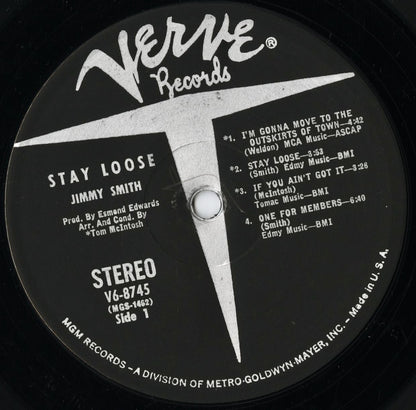 Verve®
Records
STAY LOOSE
JIMMY SMITH
Prod. By Esmond Edwards
Arr. And Cond. By
*Tom McIntosh
STEREO
V6-8745
(MGS-1462)
Side 1
*1. I'M GONNA MOVE TO THE
OUTSKIRTS OF TOWN—4:42
(Weldon) MCA Music—ASCAP
*2. STAY LOOSE—3:53
(Smith) Edmy Music—BMI
*3. IF YOU AIN'T GOT IT—3:26
(McIntosh)
Tomac Music—BMI
4. ONE FOR MEMBERS—6:40
(Smith)
Edmy Music—BMI
MGM RECORDS—A DIVISION OF METRO-GOLDWYN-MAYER, INC.—Made in U.S.A.